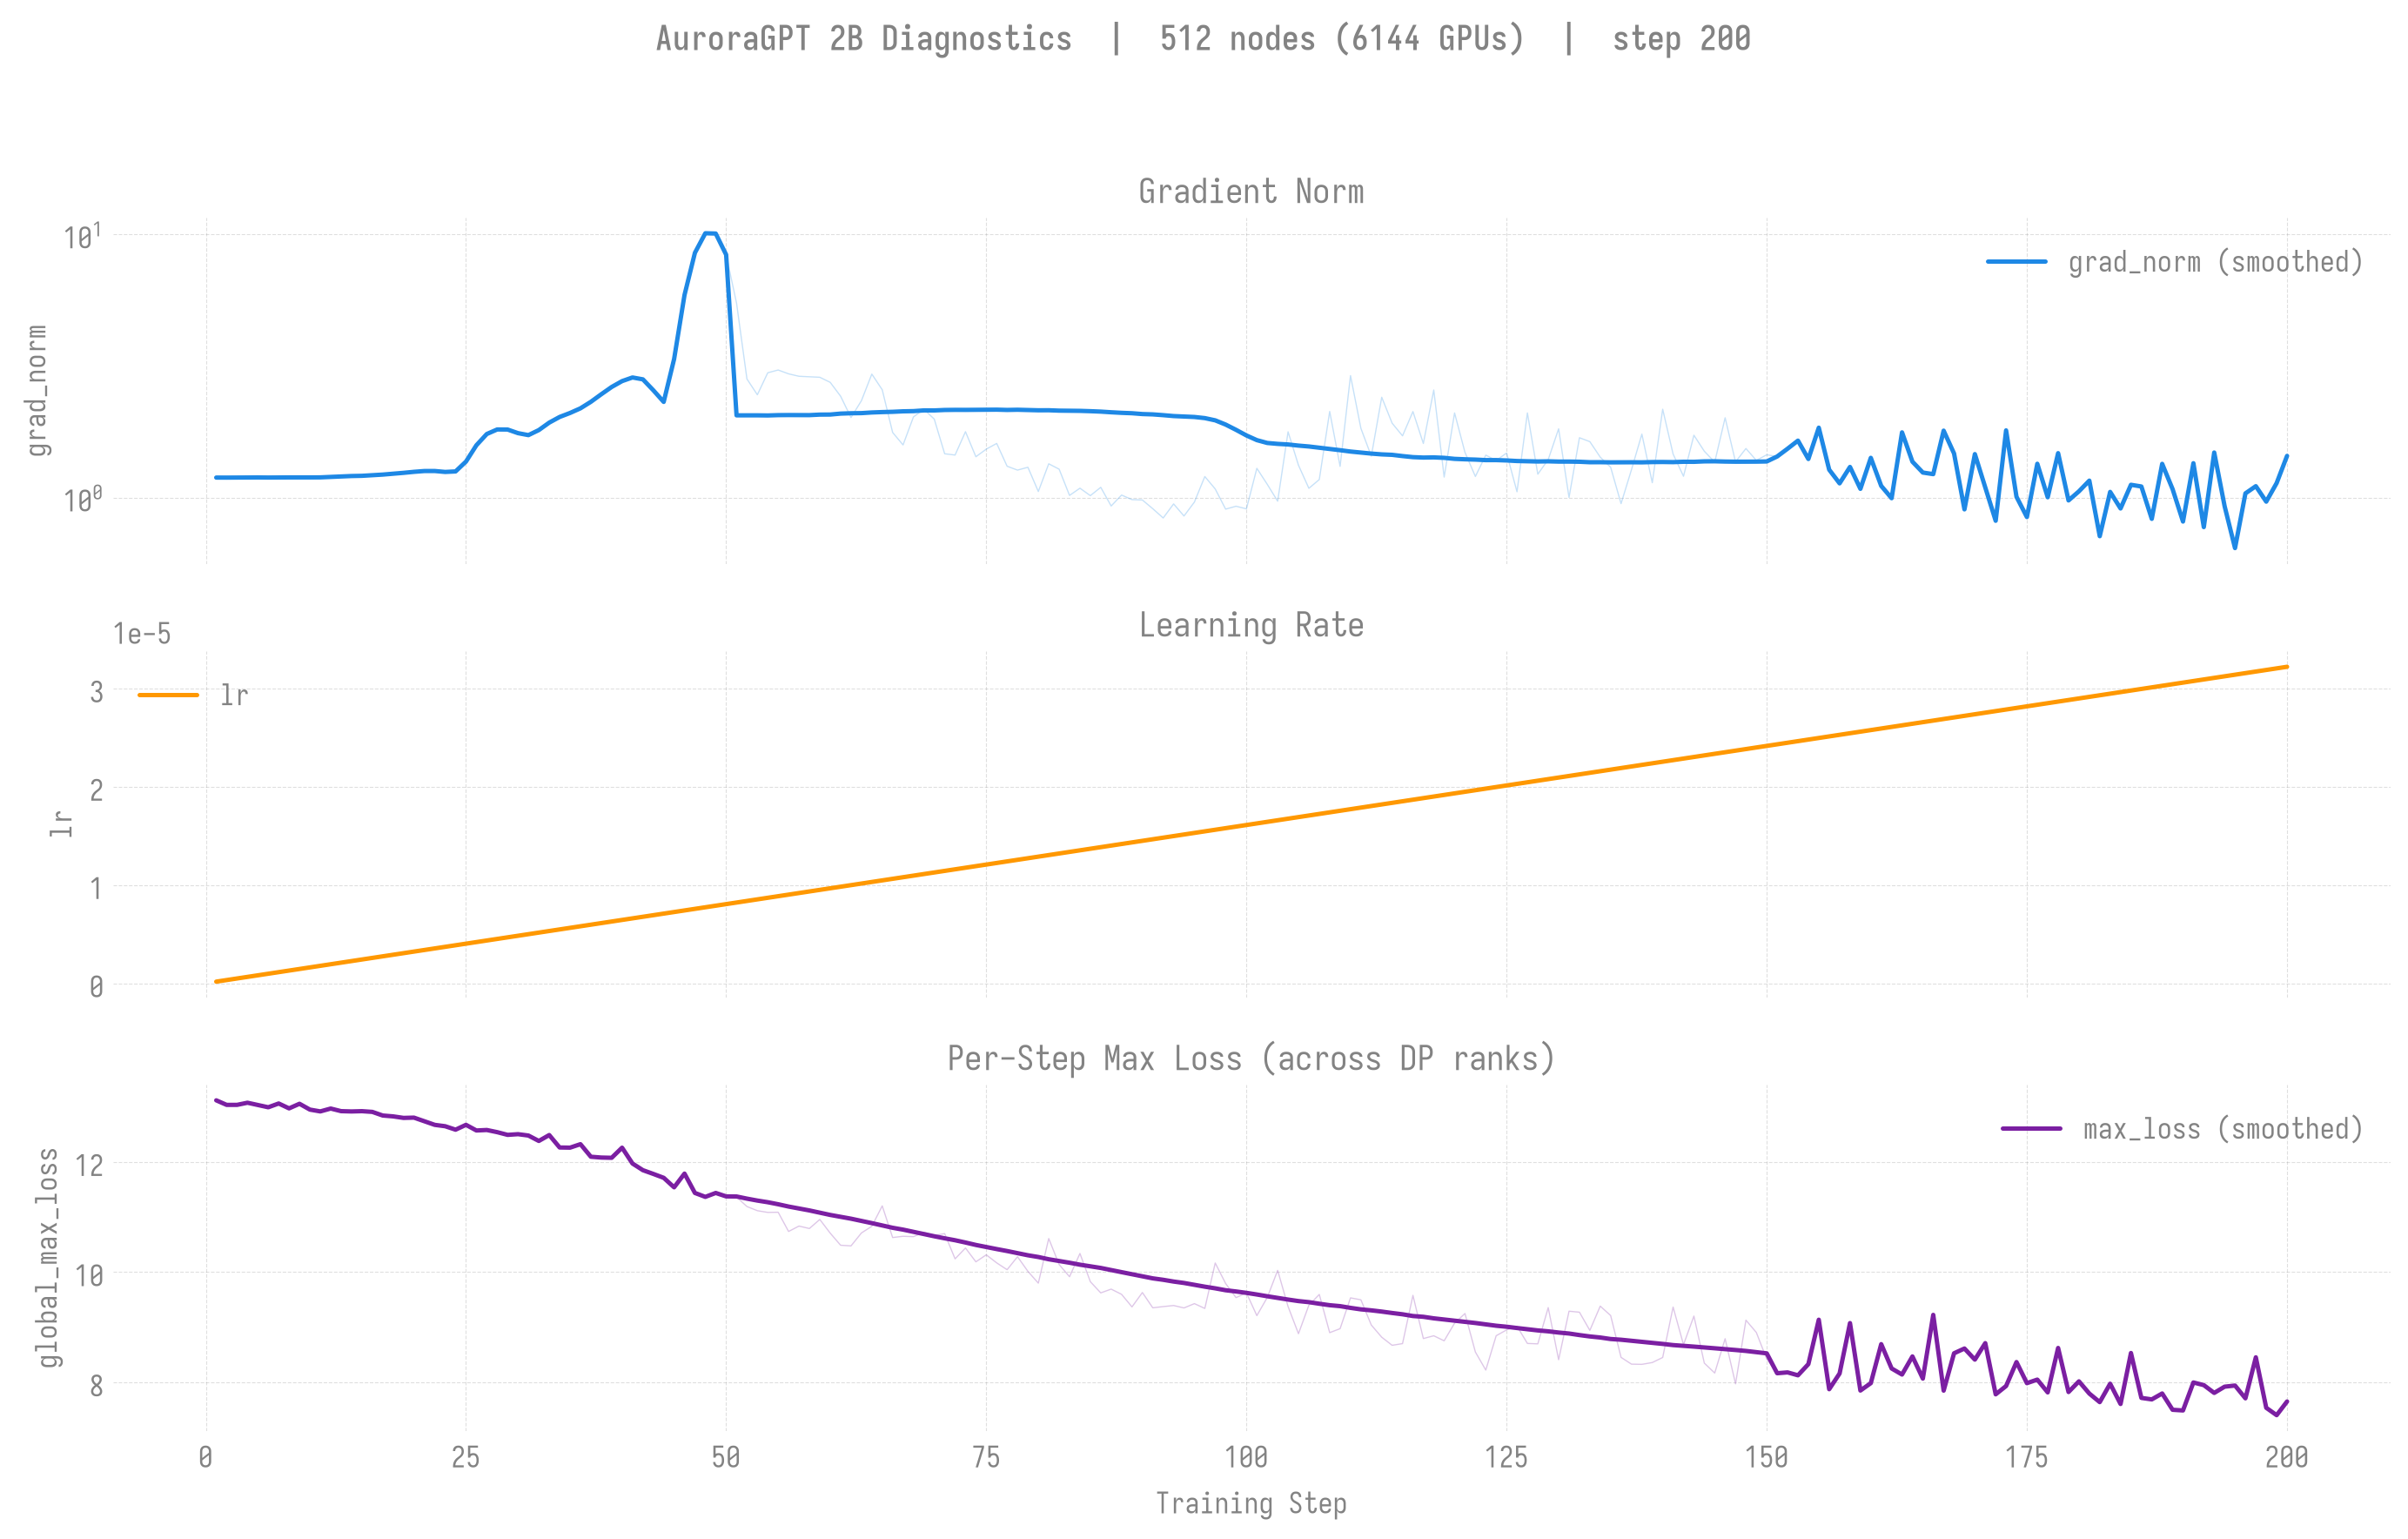 AuroraGPT 2B Diagnostics | 512 nodes (6144 GPUs) | step 200
Gradient Norm
10¹
10⁰
grad_norm
grad_norm (smoothed)
Learning Rate
1e-5
3
2
1
0
lr
lr
Per-Step Max Loss (across DP ranks)
12
10
8
global_max_loss
max_loss (smoothed)
0 25 50 75 100 125 150 175 200
Training Step